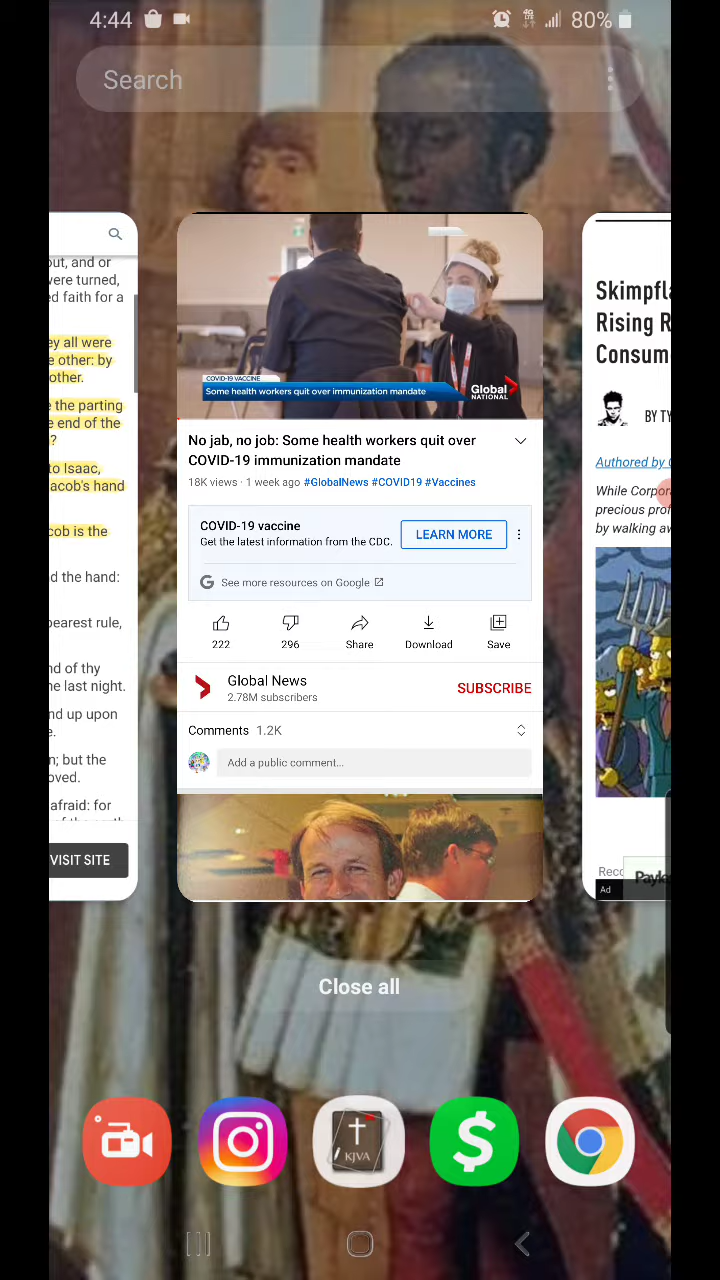 4:44
80%
Search
out, and or
were turned,
ed faith for a
ey all were
e other: by
other.
e the parting
e end of the
?
to Isaac,
acob's hand
cob is the
d the hand:
pearest rule,
nd of thy
ne last night.
nd up upon
e.
n; but the
oved.
afraid: for
VISIT SITE
COVID-19 VACCINE
Some health workers quit over immunization mandate
Global
NATIONAL
No jab, no job: Some health workers quit over
COVID-19 immunization mandate
18K views · 1 week ago #GlobalNews #COVID19 #Vaccines
COVID-19 vaccine
Get the latest information from the CDC.
LEARN MORE
See more resources on Google
222
296
Share
Download
Save
Global News
2.78M subscribers
SUBSCRIBE
Comments 1.2K
Add a public comment...
Skimpfla
Rising R
Consum
BY TY
Authored by
While Corpor
precious prof
by walking aw
Reco
Ad
Payle
Close all
KJVA